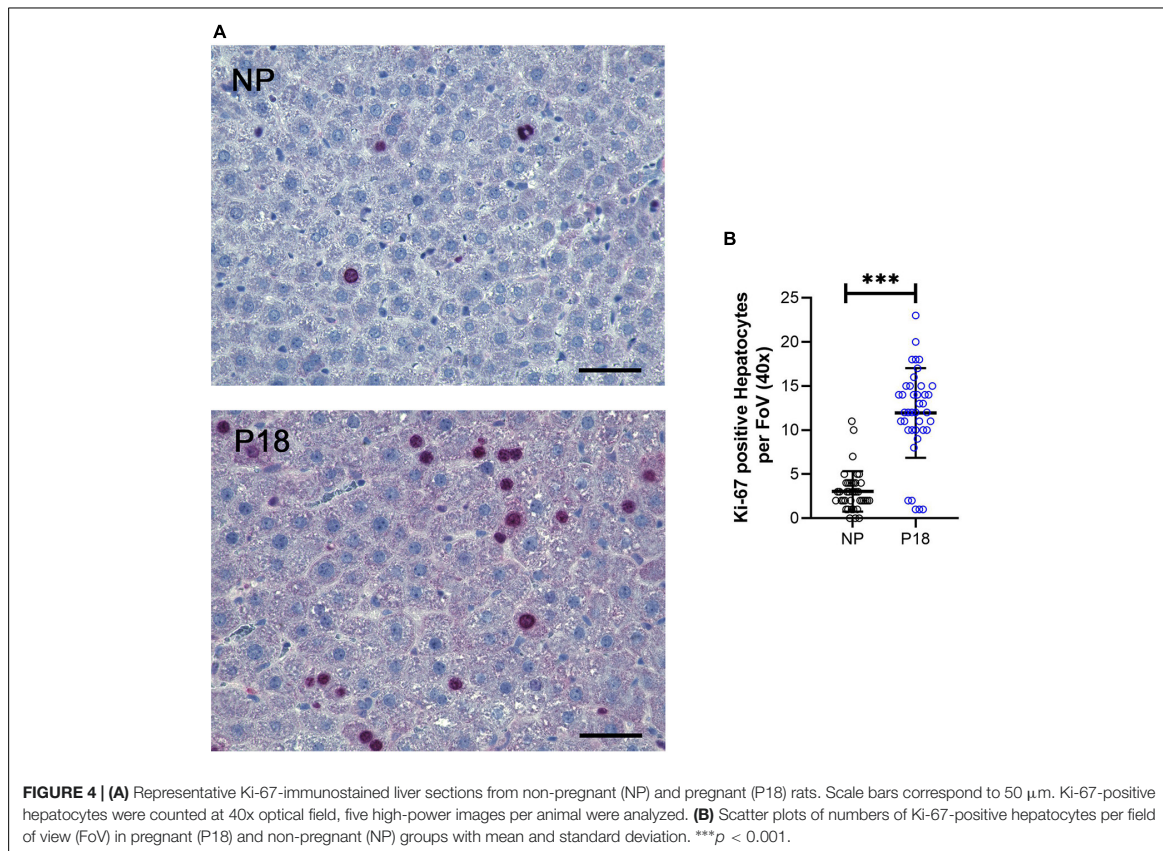 A
NP
P18
B
***
Ki-67 positive Hepatocytes
per FoV (40x)
25
20
15
10
5
0
NP
P18
FIGURE 4 | (A) Representative Ki-67-immunostained liver sections from non-pregnant (NP) and pregnant (P18) rats. Scale bars correspond to 50 μm. Ki-67-positive
hepatocytes were counted at 40x optical field, five high-power images per animal were analyzed. (B) Scatter plots of numbers of Ki-67-positive hepatocytes per field
of view (FoV) in pregnant (P18) and non-pregnant (NP) groups with mean and standard deviation. ***p < 0.001.